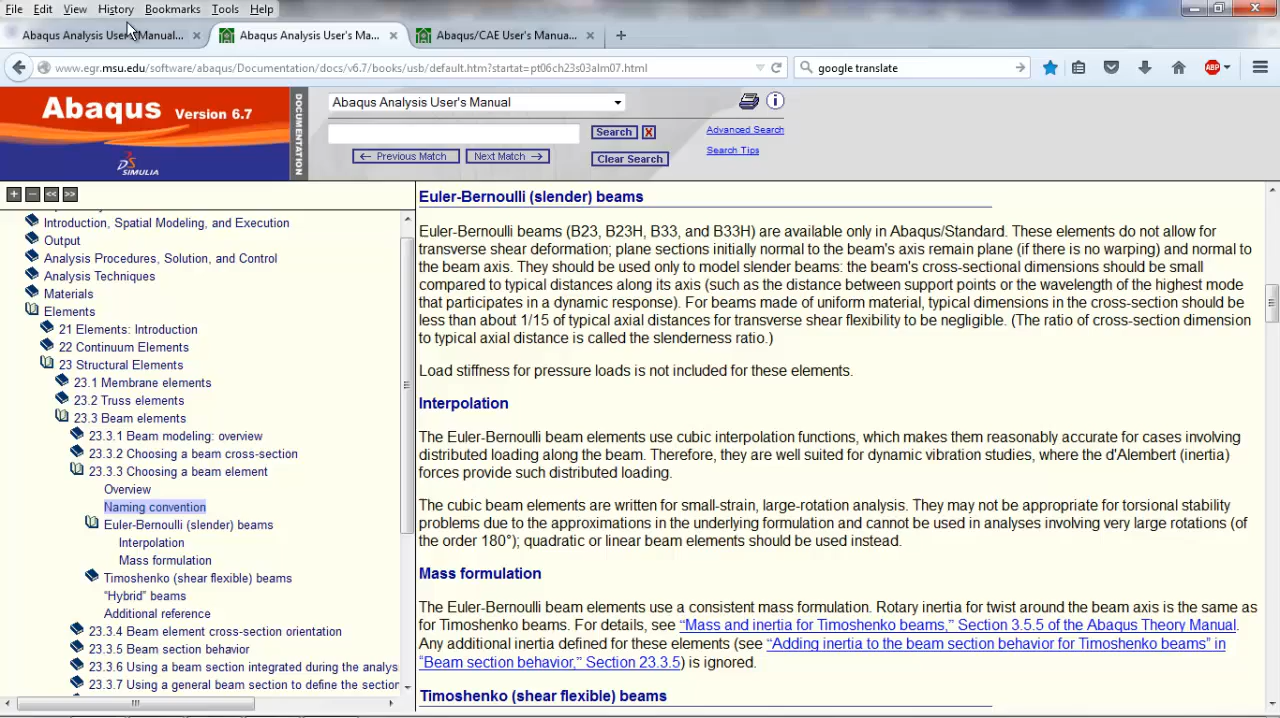 File Edit View History Bookmarks Tools Help
Abaqus Analysis User's Manual... Abaqus Analysis User's Ma... Abaqus/CAE User's Manua...
www.egr.msu.edu/software/abaqus/Documentation/docs/v6.7/books/usb/default.htm?startat=pt06ch23s03alm07.html google translate ABP
Abaqus Version 6.7
SIMULIA
DOCUMENTATION
Abaqus Analysis User's Manual
Search X Advanced Search
Previous Match Next Match Clear Search Search Tips
+ − << >>
Introduction, Spatial Modeling, and Execution
Output
Analysis Procedures, Solution, and Control
Analysis Techniques
Materials
Elements
21 Elements: Introduction
22 Continuum Elements
23 Structural Elements
23.1 Membrane elements
23.2 Truss elements
23.3 Beam elements
23.3.1 Beam modeling: overview
23.3.2 Choosing a beam cross-section
23.3.3 Choosing a beam element
Overview
Naming convention
Euler-Bernoulli (slender) beams
Interpolation
Mass formulation
Timoshenko (shear flexible) beams
“Hybrid” beams
Additional reference
23.3.4 Beam element cross-section orientation
23.3.5 Beam section behavior
23.3.6 Using a beam section integrated during the analys
23.3.7 Using a general beam section to define the section
Euler-Bernoulli (slender) beams
Euler-Bernoulli beams (B23, B23H, B33, and B33H) are available only in Abaqus/Standard. These elements do not allow for
transverse shear deformation; plane sections initially normal to the beam's axis remain plane (if there is no warping) and normal to
the beam axis. They should be used only to model slender beams: the beam's cross-sectional dimensions should be small
compared to typical distances along its axis (such as the distance between support points or the wavelength of the highest mode
that participates in a dynamic response). For beams made of uniform material, typical dimensions in the cross-section should be
less than about 1/15 of typical axial distances for transverse shear flexibility to be negligible. (The ratio of cross-section dimension
to typical axial distance is called the slenderness ratio.)
Load stiffness for pressure loads is not included for these elements.
Interpolation
The Euler-Bernoulli beam elements use cubic interpolation functions, which makes them reasonably accurate for cases involving
distributed loading along the beam. Therefore, they are well suited for dynamic vibration studies, where the d'Alembert (inertia)
forces provide such distributed loading.
The cubic beam elements are written for small-strain, large-rotation analysis. They may not be appropriate for torsional stability
problems due to the approximations in the underlying formulation and cannot be used in analyses involving very large rotations (of
the order 180°); quadratic or linear beam elements should be used instead.
Mass formulation
The Euler-Bernoulli beam elements use a consistent mass formulation. Rotary inertia for twist around the beam axis is the same as
for Timoshenko beams. For details, see “Mass and inertia for Timoshenko beams,” Section 3.5.5 of the Abaqus Theory Manual.
Any additional inertia defined for these elements (see “Adding inertia to the beam section behavior for Timoshenko beams” in
“Beam section behavior,” Section 23.3.5) is ignored.
Timoshenko (shear flexible) beams